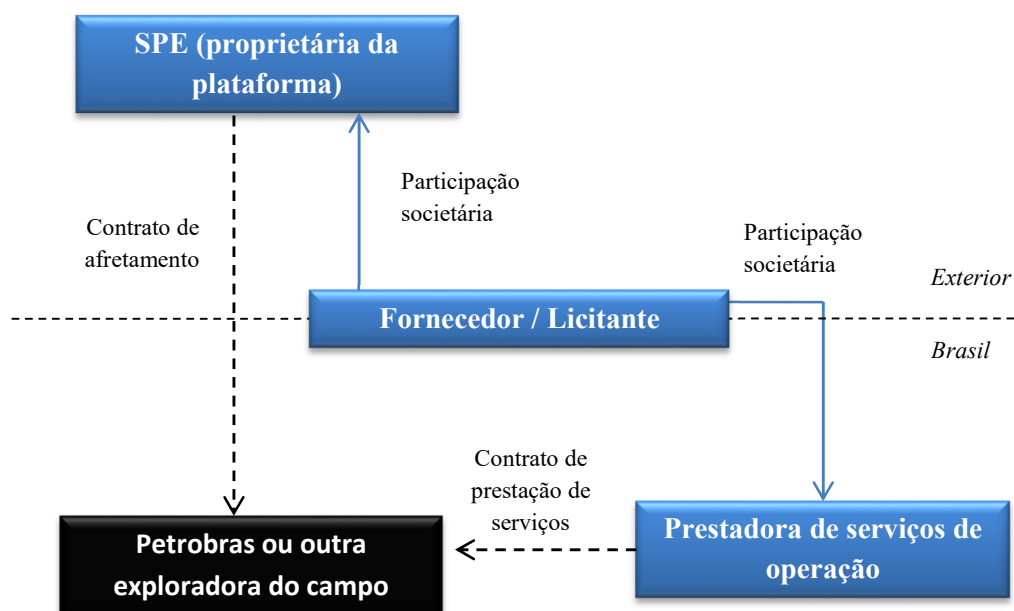 SPE (proprietária da
plataforma)
Participação
societária
Contrato de
afretamento
Participação
societária
Exterior
Fornecedor / Licitante
Brasil
Contrato de
prestação de
serviços
Petrobras ou outra
exploradora do campo
Prestadora de serviços de
operação